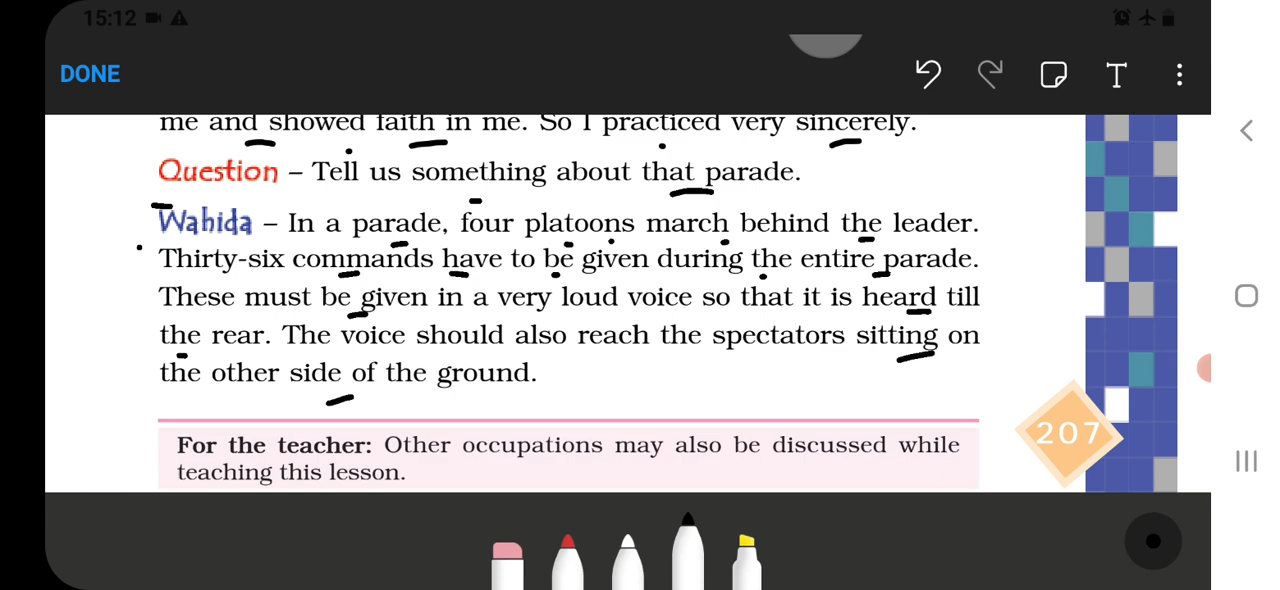 15:12
DONE
T
me and showed faith in me. So I practiced very sincerely.
Question – Tell us something about that parade.
Wahida – In a parade, four platoons march behind the leader.
Thirty-six commands have to be given during the entire parade.
These must be given in a very loud voice so that it is heard till
the rear. The voice should also reach the spectators sitting on
the other side of the ground.
207
For the teacher: Other occupations may also be discussed while
teaching this lesson.